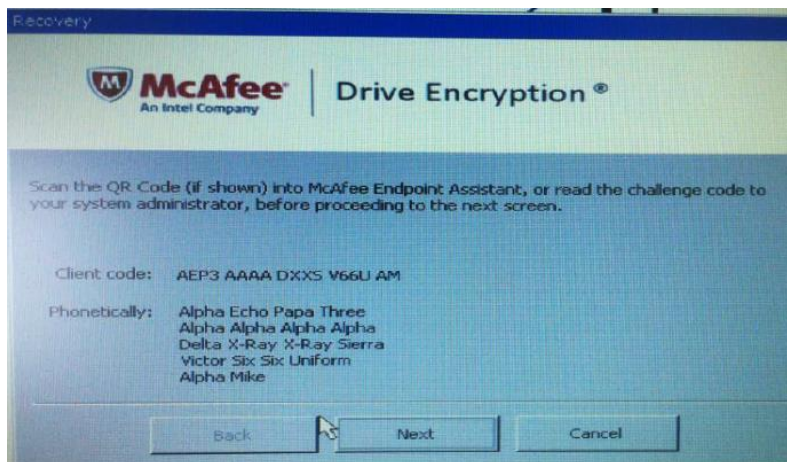 Recovery
McAfee®
An Intel Company
Drive Encryption ®
Scan the QR Code (if shown) into McAfee Endpoint Assistant, or read the challenge code to
your system administrator, before proceeding to the next screen.
Client code: AEP3 AAAA DXXS V66U AM
Phonetically: Alpha Echo Papa Three
Alpha Alpha Alpha Alpha
Delta X-Ray X-Ray Sierra
Victor Six Six Uniform
Alpha Mike
Back Next Cancel